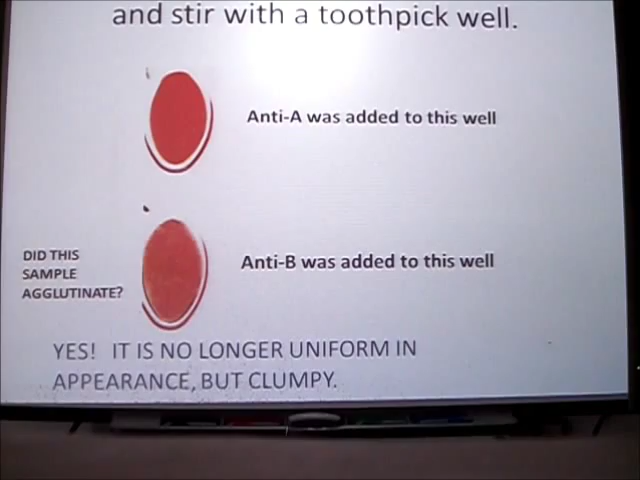 and stir with a toothpick well.
Anti-A was added to this well
DID THIS
SAMPLE
AGGLUTINATE?
Anti-B was added to this well
YES! IT IS NO LONGER UNIFORM IN
APPEARANCE, BUT CLUMPY.